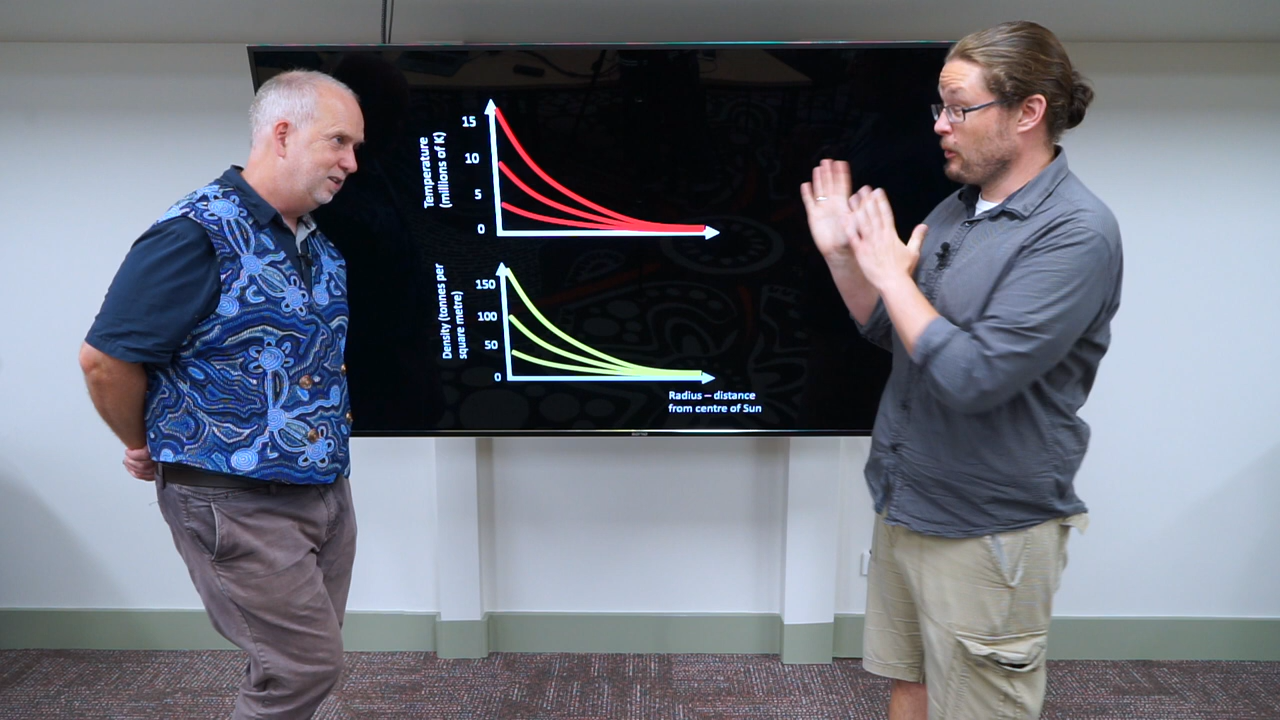 Temperature
(millions of K)
15
10
5
0
Density (tonnes per
square metre)
150
100
50
0
Radius – distance
from centre of Sun